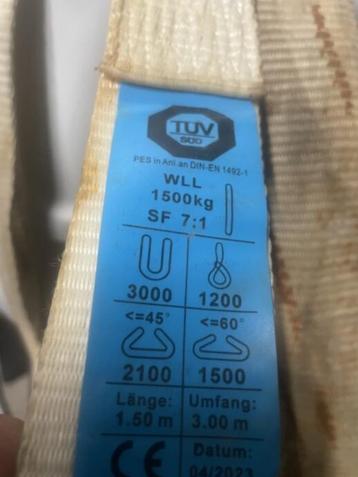 TÜV
SÜD
PES in Anl.an DIN-EN 1492-1
WLL
1500kg
SF 7:1
3000 1200
<=45° <=60°
2100 1500
Länge: Umfang:
1.50 m 3.00 m
CE Datum:
04/2023